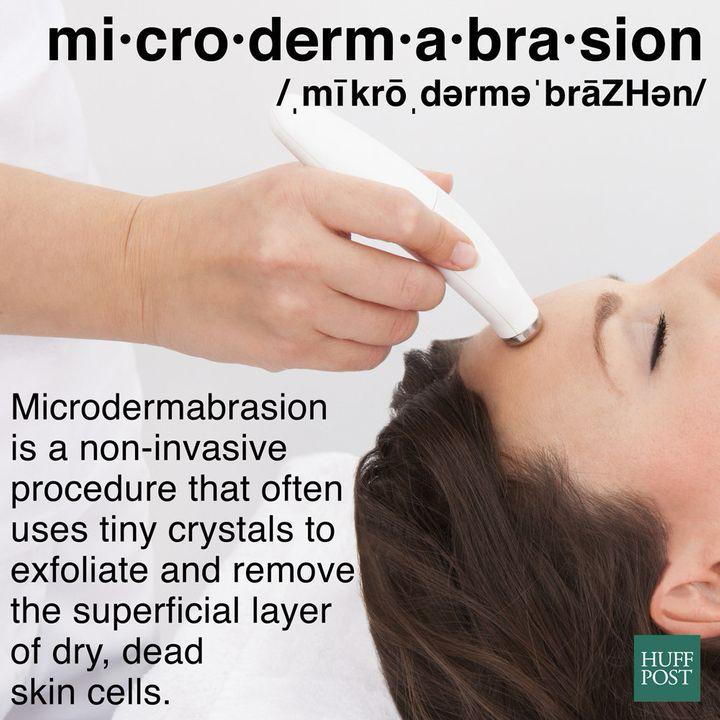 mi·cro·derm·a·bra·sion
/ˌmīkrōˌdərməˈbrāZHən/
Microdermabrasion
is a non-invasive
procedure that often
uses tiny crystals to
exfoliate and remove
the superficial layer
of dry, dead
skin cells.
HUFF
POST